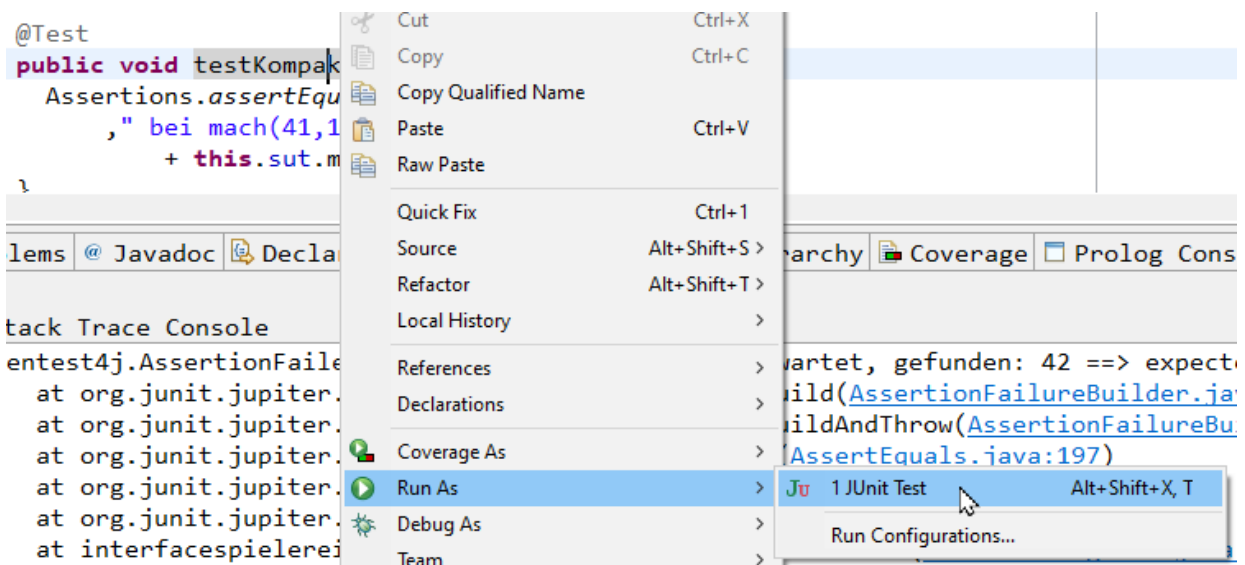 @Test
public void testKompak
Assertions.assertEqu
," bei mach(41,1
+ this.sut.m
}
Cut Ctrl+X
Copy Ctrl+C
Copy Qualified Name
Paste Ctrl+V
Raw Paste
Quick Fix Ctrl+1
Source Alt+Shift+S >
Refactor Alt+Shift+T >
Local History >
References >
Declarations >
Coverage As >
Run As >
Debug As >
Team >
1 JUnit Test Alt+Shift+X, T
Run Configurations...
lems @ Javadoc Decla
rarchy Coverage Prolog Cons
tack Trace Console
entest4j.AssertionFaile
wartet, gefunden: 42 ==> expect
at org.junit.jupiter.
uild(AssertionFailureBuilder.jav
at org.junit.jupiter.
uildAndThrow(AssertionFailureBui
at org.junit.jupiter.
(AssertEquals.java:197)
at org.junit.jupiter.
at org.junit.jupiter.
at interfacespielerei